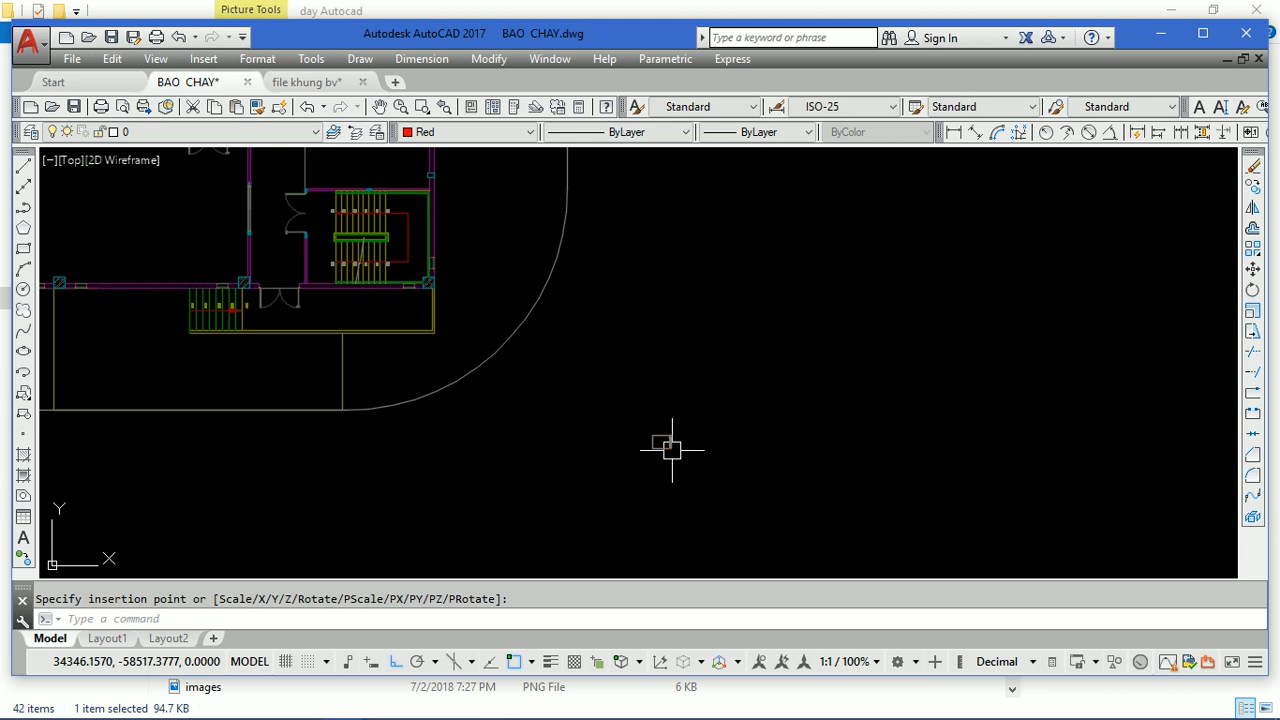 Picture Tools
day Autocad
Autodesk AutoCAD 2017 BAO CHAY.dwg
Type a keyword or phrase
Sign In
File Edit View Insert Format Tools Draw Dimension Modify Window Help Parametric Express
Start
BAO CHAY*
file khung bv*
Standard
ISO-25
Standard
Standard
0
Red
ByLayer
ByLayer
ByColor
[−][Top][2D Wireframe]
Y
X
Specify insertion point or [Scale/X/Y/Z/Rotate/PScale/PX/PY/PZ/PRotate]:
Type a command
Model Layout1 Layout2
34346.1570, -58517.3777, 0.0000 MODEL
1:1 / 100%
Decimal
images 7/2/2018 7:27 PM PNG File 6 KB
42 items 1 item selected 94.7 KB